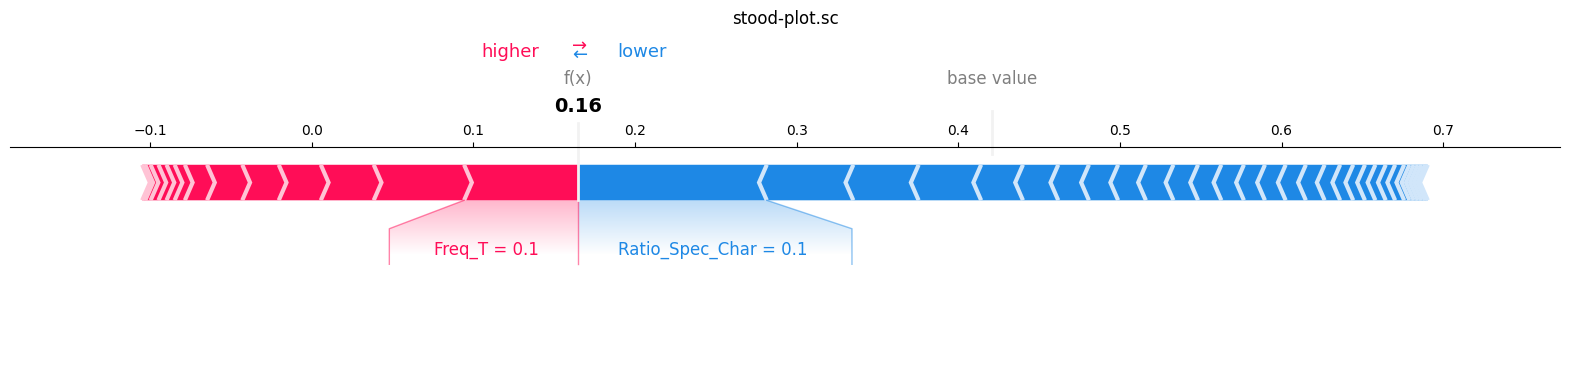 stood-plot.sc
higher → ← lower
f(x) base value
0.16
−0.1 0.0 0.1 0.2 0.3 0.4 0.5 0.6 0.7
Freq_T = 0.1 Ratio_Spec_Char = 0.1